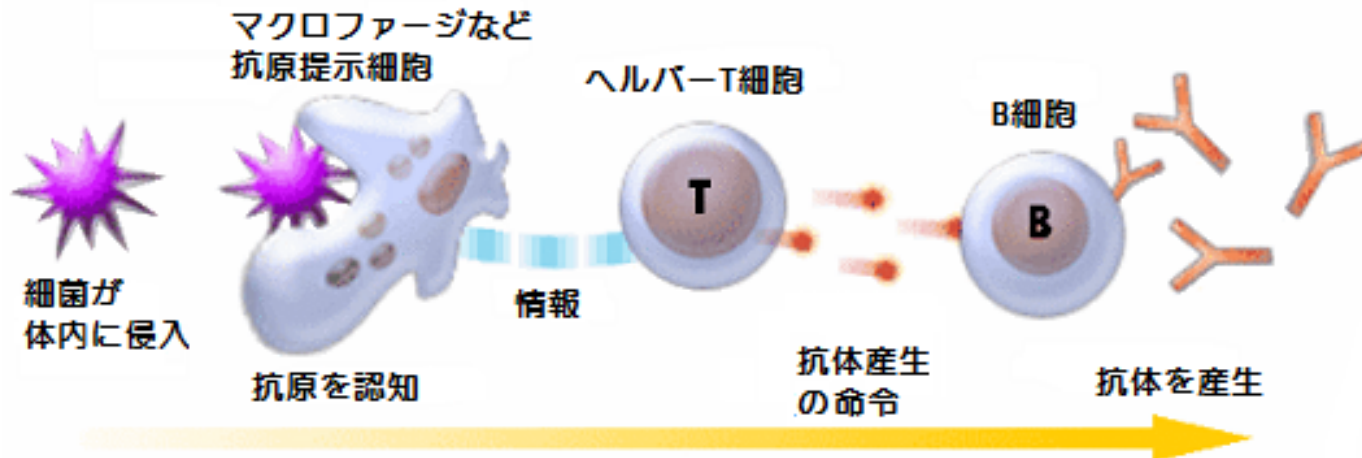 マクロファージなど
抗原提示細胞
ヘルパーT細胞
B細胞
T
B
細菌が
体内に侵入
情報
抗原を認知
抗体産生
の命令
抗体を産生